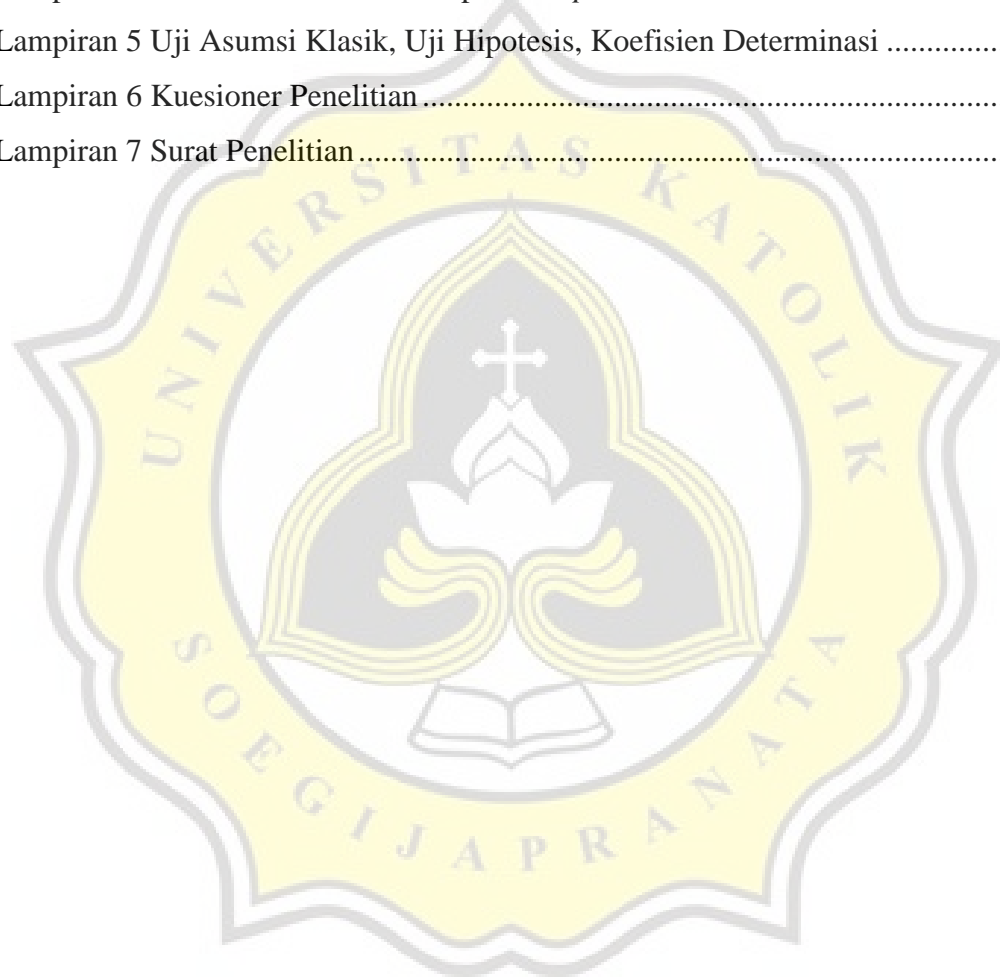 Lampiran 5 Uji Asumsi Klasik, Uji Hipotesis, Koefisien Determinasi ..............
Lampiran 6 Kuesioner Penelitian ........................................................................
Lampiran 7 Surat Penelitian ................................................................................
UNIVERSITAS KATOLIK
SOEGIJAPRANATA